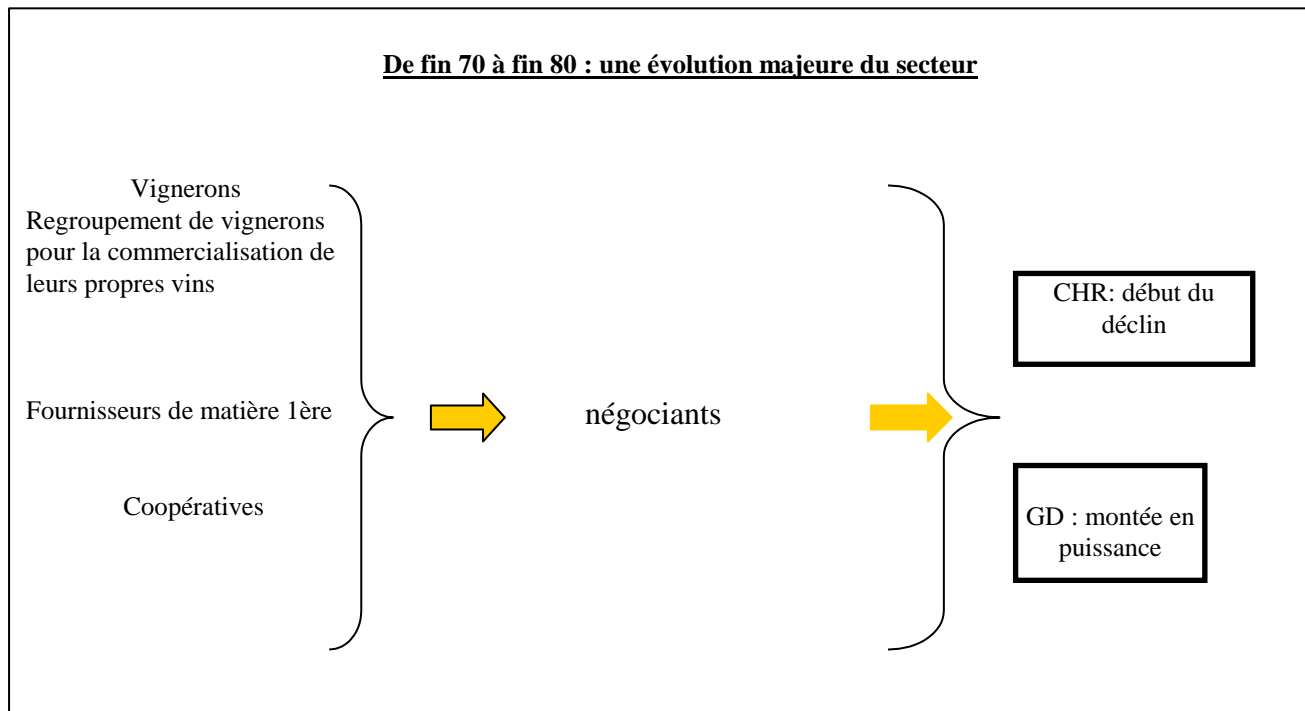 De fin 70 à fin 80 : une évolution majeure du secteur
Vignerons
Regroupement de vignerons
pour la commercialisation de
leurs propres vins
Fournisseurs de matière 1ère
Coopératives
négociants
CHR: début du
déclin
GD : montée en
puissance